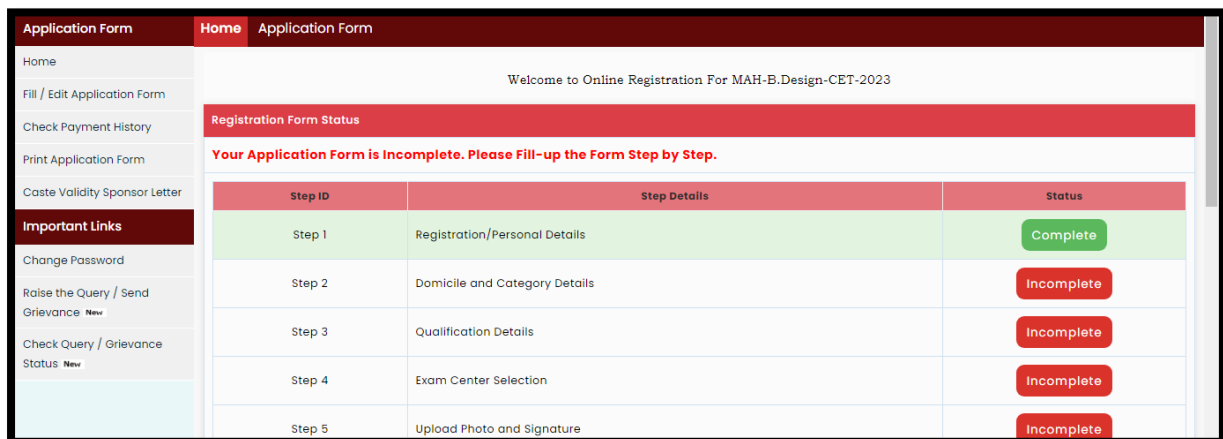 Application Form
Home Application Form
Home
Fill / Edit Application Form
Check Payment History
Print Application Form
Caste Validity Sponsor Letter
Important Links
Change Password
Raise the Query / Send
Grievance New
Check Query / Grievance
Status New
Welcome to Online Registration For MAH-B.Design-CET-2023
Registration Form Status
Your Application Form is Incomplete. Please Fill-up the Form Step by Step.
Step ID Step Details Status
Step 1 Registration/Personal Details Complete
Step 2 Domicile and Category Details Incomplete
Step 3 Qualification Details Incomplete
Step 4 Exam Center Selection Incomplete
Step 5 Upload Photo and Signature Incomplete